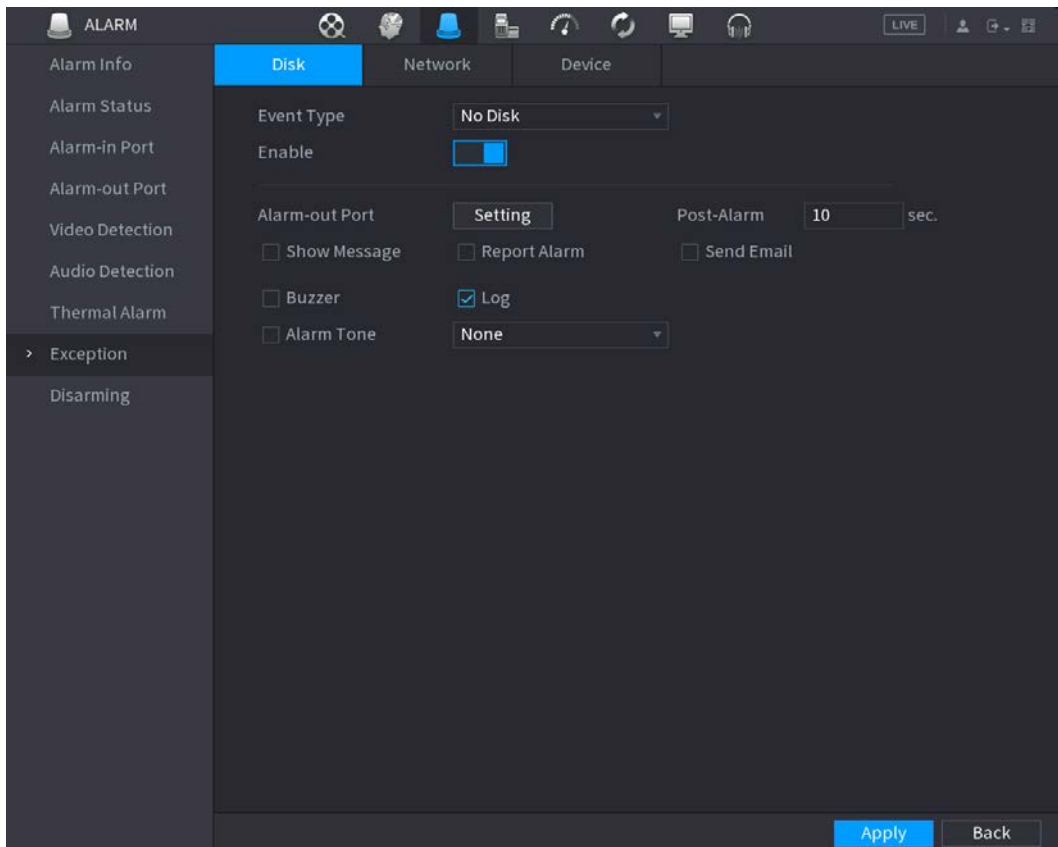 ALARM
LIVE
Alarm Info
Alarm Status
Alarm-in Port
Alarm-out Port
Video Detection
Audio Detection
Thermal Alarm
> Exception
Disarming
Disk Network Device
Event Type No Disk
Enable
Alarm-out Port Setting Post-Alarm 10 sec.
Show Message Report Alarm Send Email
Buzzer Log
Alarm Tone None
Apply Back